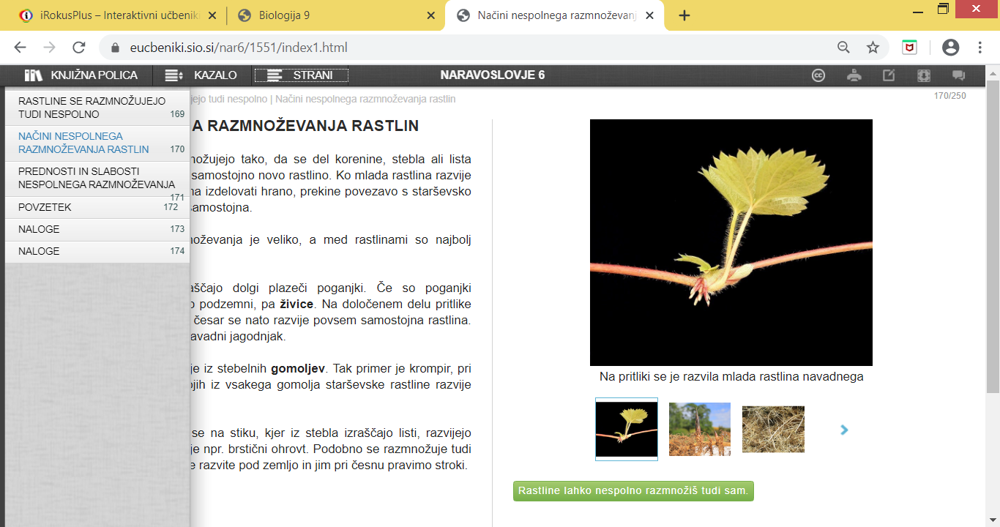 iRokusPlus – Interaktivni učbeniki
Biologija 9
Načini nespolnega razmnoževanj
eucbeniki.sio.si/nar6/1551/index1.html
KNJIŽNA POLICA
KAZALO
STRANI
NARAVOSLOVJE 6
RASTLINE SE RAZMNOŽUJEJO
TUDI NESPOLNO 169
NAČINI NESPOLNEGA
RAZMNOŽEVANJA RASTLIN 170
PREDNOSTI IN SLABOSTI
NESPOLNEGA RAZMNOŽEVANJA
171
POVZETEK 172
NALOGE 173
NALOGE 174
ejo tudi nespolno | Načini nespolnega razmnoževanja rastlin
170/250
A RAZMNOŽEVANJA RASTLIN
nožujejo tako, da se del korenine, stebla ali lista
samostojno novo rastlino. Ko mlada rastlina razvije
na izdelovati hrano, prekine povezavo s starševsko
samostojna.
noževanja je veliko, a med rastlinami so najbolj
aščajo dolgi plazeči poganjki. Če so poganjki
o podzemni, pa živice. Na določenem delu pritlike
česar se nato razvije povsem samostojna rastlina.
avadni jagodnjak.
je iz stebelnih gomoljev. Tak primer je krompir, pri
ojih iz vsakega gomolja starševske rastline razvije
se na stiku, kjer iz stebla izraščajo listi, razvijejo
je npr. brstični ohrovt. Podobno se razmnožuje tudi
e razvite pod zemljo in jim pri česnu pravimo stroki.
Na pritliki se je razvila mlada rastlina navadnega
Rastline lahko nespolno razmnožiš tudi sam.